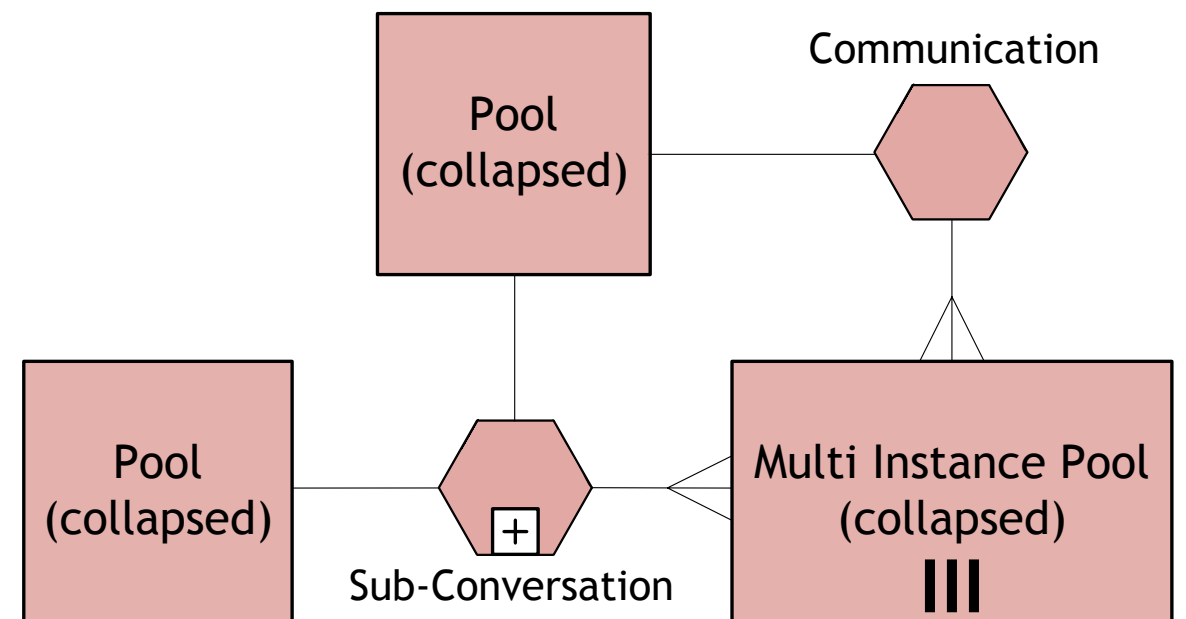 Communication
Pool
(collapsed)
Pool
(collapsed)
Multi Instance Pool
(collapsed)
+
Sub-Conversation